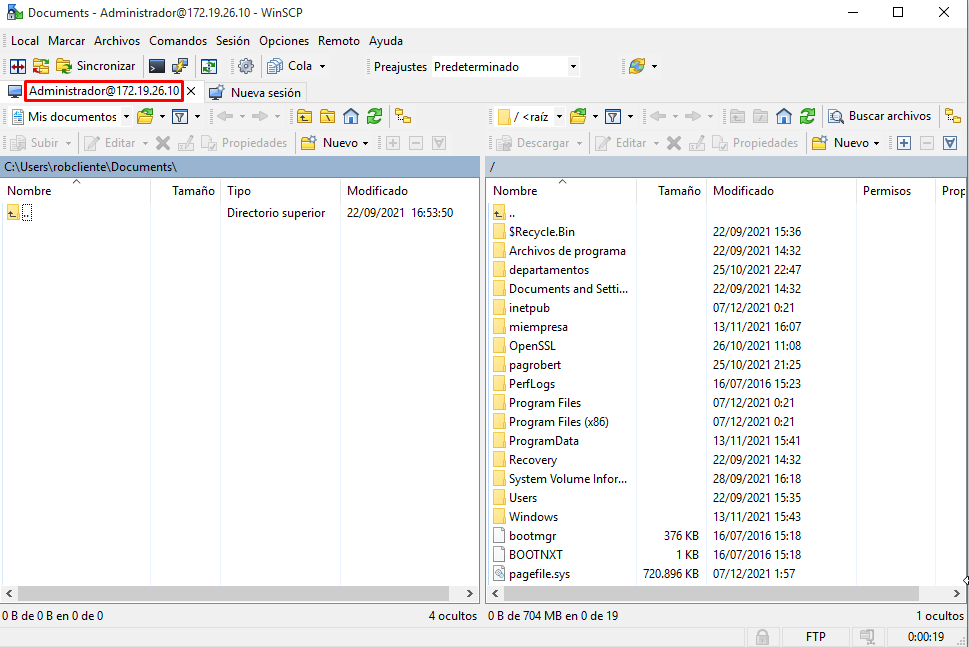 Documents - Administrador@172.19.26.10 - WinSCP
Local Marcar Archivos Comandos Sesión Opciones Remoto Ayuda
Sincronizar Cola Preajustes Predeterminado
Administrador@172.19.26.10 Nueva sesión
Mis documentos / <raíz Buscar archivos
Subir Editar Propiedades Nuevo Descargar Editar Propiedades Nuevo
C:\Users\robcliente\Documents\ /
Nombre Tamaño Tipo Modificado
.. Directorio superior 22/09/2021 16:53:50
Nombre Tamaño Modificado Permisos Prop
..
$Recycle.Bin 22/09/2021 15:36
Archivos de programa 22/09/2021 14:32
departamentos 25/10/2021 22:47
Documents and Setti... 22/09/2021 14:32
inetpub 07/12/2021 0:21
miempresa 13/11/2021 16:07
OpenSSL 26/10/2021 11:08
pagrobert 25/10/2021 21:25
PerfLogs 16/07/2016 15:23
Program Files 07/12/2021 0:21
Program Files (x86) 07/12/2021 0:21
ProgramData 13/11/2021 15:41
Recovery 22/09/2021 14:32
System Volume Infor... 28/09/2021 16:18
Users 22/09/2021 15:35
Windows 13/11/2021 15:43
bootmgr 376 KB 16/07/2016 15:18
BOOTNXT 1 KB 16/07/2016 15:18
pagefile.sys 720.896 KB 07/12/2021 1:57
0 B de 0 B en 0 de 0 4 ocultos
0 B de 704 MB en 0 de 19 1 ocultos
FTP 0:00:19